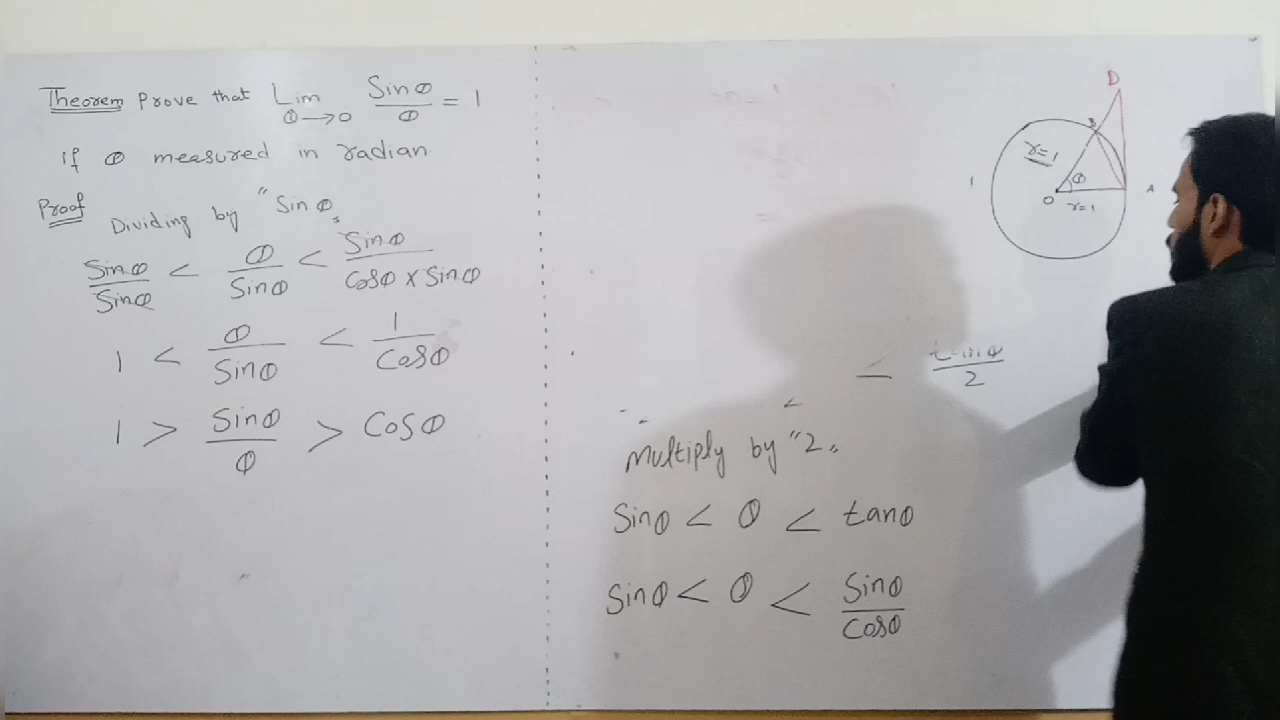 Theorem Prove that Lim θ→0 Sinθ/θ = 1
if θ measured in radian
Proof Dividing by "Sinθ"
Sinθ/Sinθ < θ/Sinθ < Sinθ/Cosθ x Sinθ
1 < θ/Sinθ < 1/Cosθ
1 > Sinθ/θ > Cosθ
D
B
r=1
θ
O
r=1
A
1
< tanθ/2
<
Multiply by "2"
Sinθ < θ < tanθ
Sinθ < θ < Sinθ/Cosθ